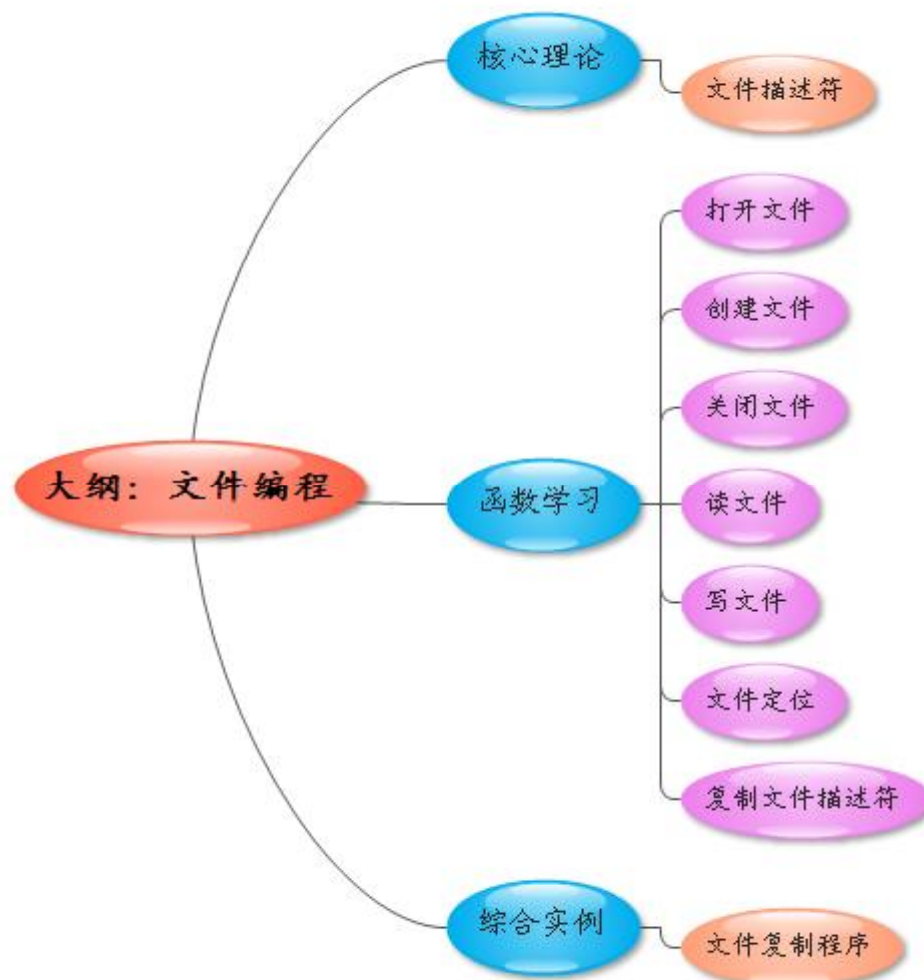 核心理论
文件描述符
打开文件
创建文件
关闭文件
大纲：文件编程
函数学习
读文件
写文件
文件定位
复制文件描述符
综合实例
文件复制程序